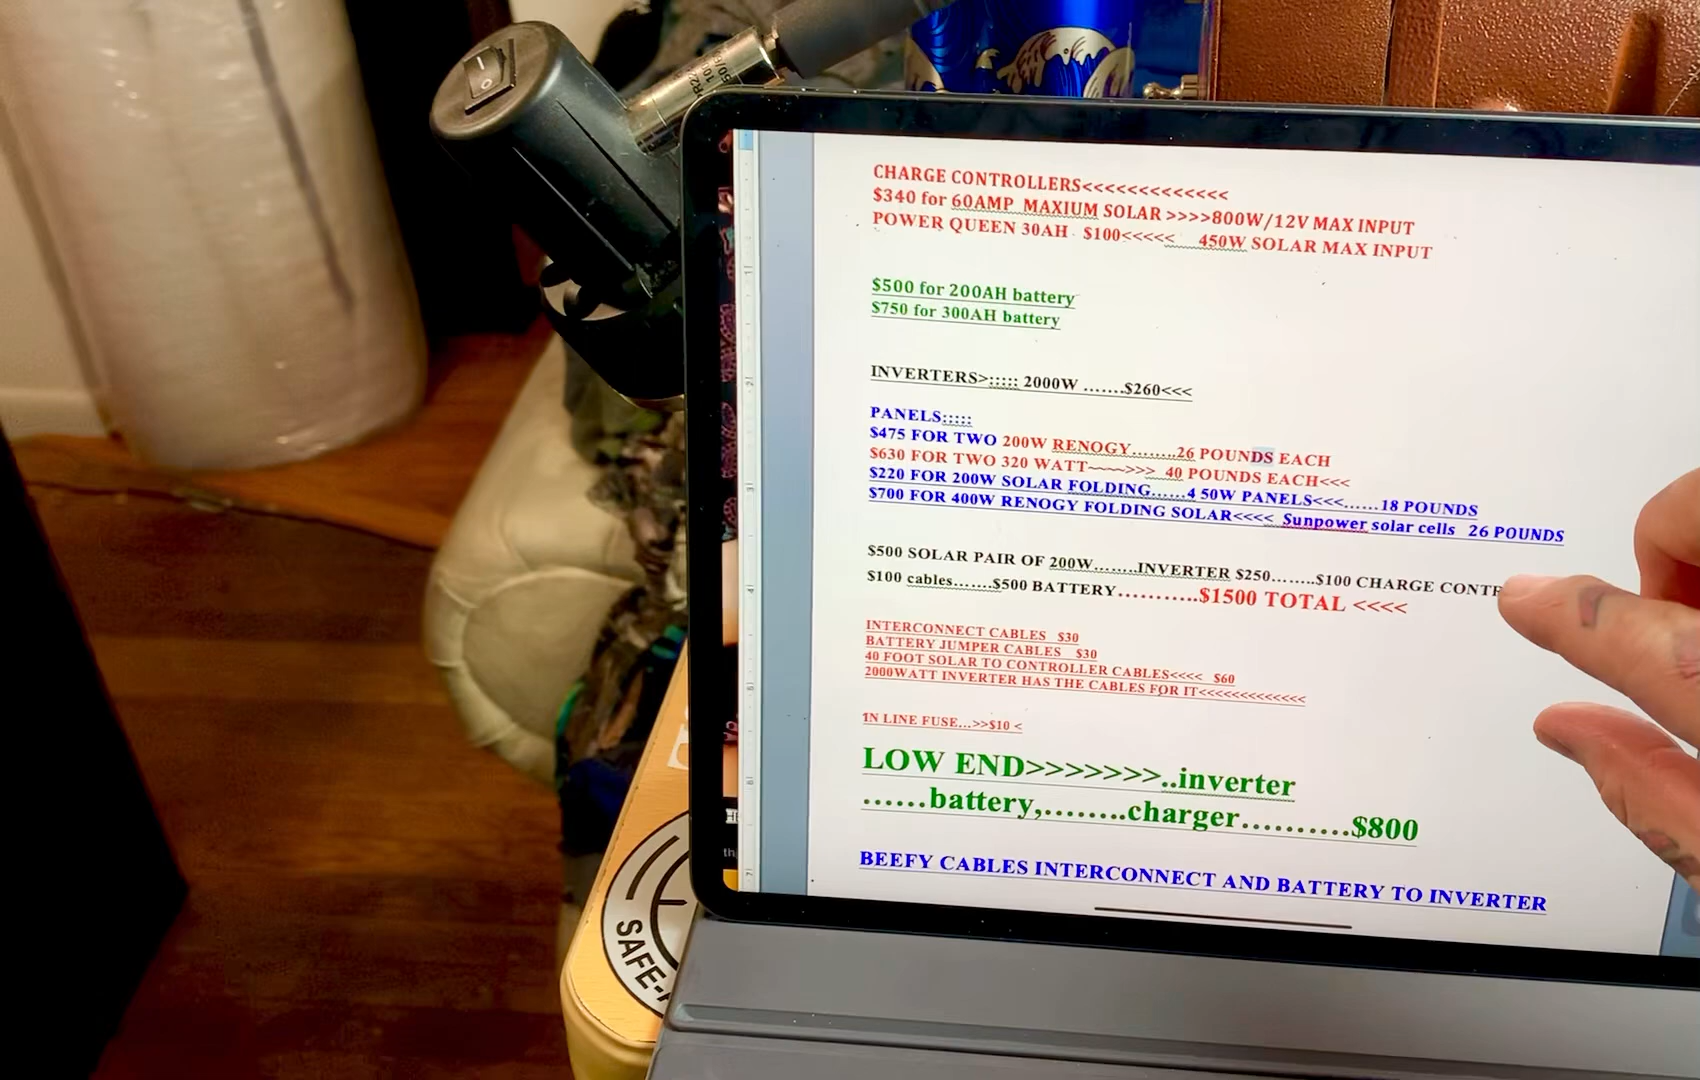 CHARGE CONTROLLERS<<<<<<<<<<<<<
$340 for 60AMP MAXIUM SOLAR >>>>800W/12V MAX INPUT
POWER QUEEN 30AH $100<<<<< 450W SOLAR MAX INPUT
$500 for 200AH battery
$750 for 300AH battery
INVERTERS>::::: 2000W .......$260<<<
PANELS:::::
$475 FOR TWO 200W RENOGY........26 POUNDS EACH
$630 FOR TWO 320 WATT~~~>>> 40 POUNDS EACH<<<
$220 FOR 200W SOLAR FOLDING......4 50W PANELS<<<......18 POUNDS
$700 FOR 400W RENOGY FOLDING SOLAR<<<< Sunpower solar cells 26 POUNDS
$500 SOLAR PAIR OF 200W........INVERTER $250........$100 CHARGE CONT
$100 cables.......$500 BATTERY...........$1500 TOTAL <<<<
INTERCONNECT CABLES $30
BATTERY JUMPER CABLES $30
40 FOOT SOLAR TO CONTROLLER CABLES<<<< $60
2000WATT INVERTER HAS THE CABLES FOR IT<<<<<<<<<<<<<
IN LINE FUSE...>>$10 <
LOW END>>>>>>>..inverter
......battery,........charger..........$800
BEEFY CABLES INTERCONNECT AND BATTERY TO INVERTER
SAFE-